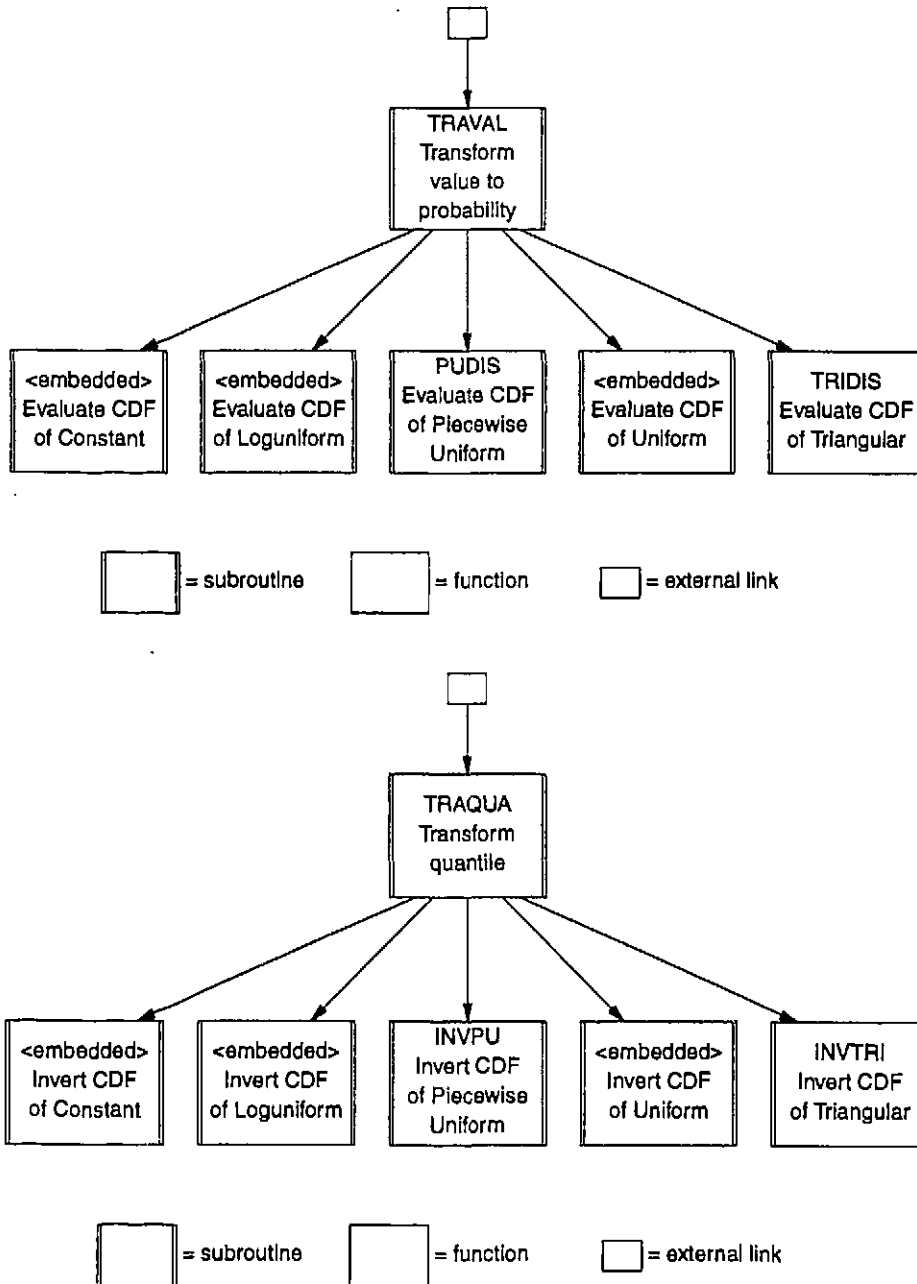 TRAVAL
Transform
value to
probability
<embedded>
Evaluate CDF
of Constant
<embedded>
Evaluate CDF
of Loguniform
PUDIS
Evaluate CDF
of Piecewise
Uniform
<embedded>
Evaluate CDF
of Uniform
TRIDIS
Evaluate CDF
of Triangular
= subroutine
= function
= external link
TRAQUA
Transform
quantile
<embedded>
Invert CDF
of Constant
<embedded>
Invert CDF
of Loguniform
INVPU
Invert CDF
of Piecewise
Uniform
<embedded>
Invert CDF
of Uniform
INVTRI
Invert CDF
of Triangular
= subroutine
= function
= external link